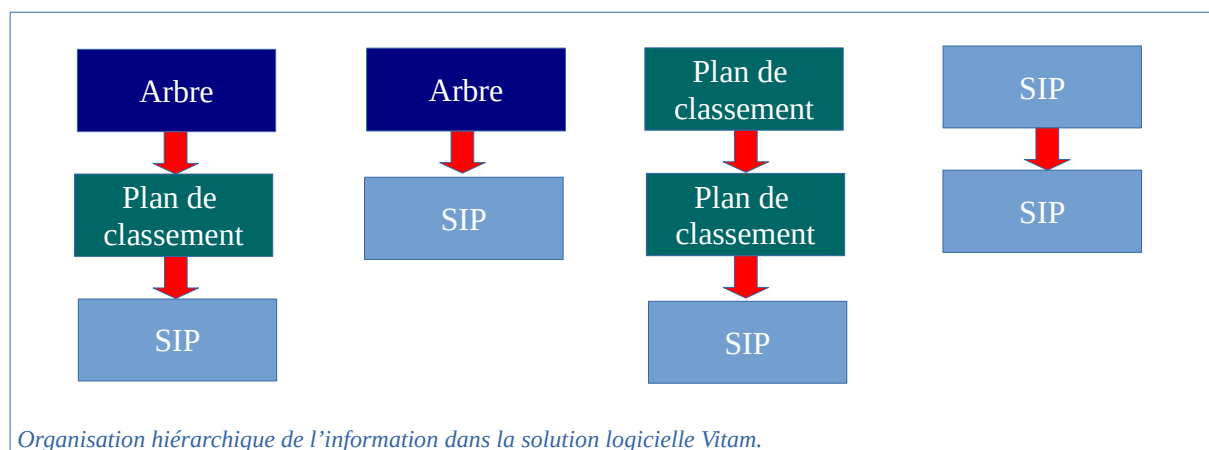 Arbre
Plan de
classement
SIP
Arbre
SIP
Plan de
classement
Plan de
classement
SIP
SIP
SIP
Organisation hiérarchique de l’information dans la solution logicielle Vitam.